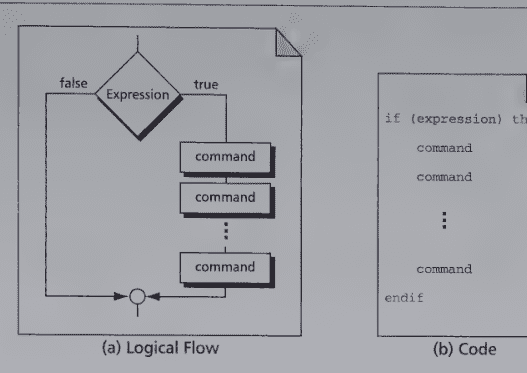 false
true
Expression
command
command
command
(a) Logical Flow
if (expression) th
command
command
command
endif
(b) Code